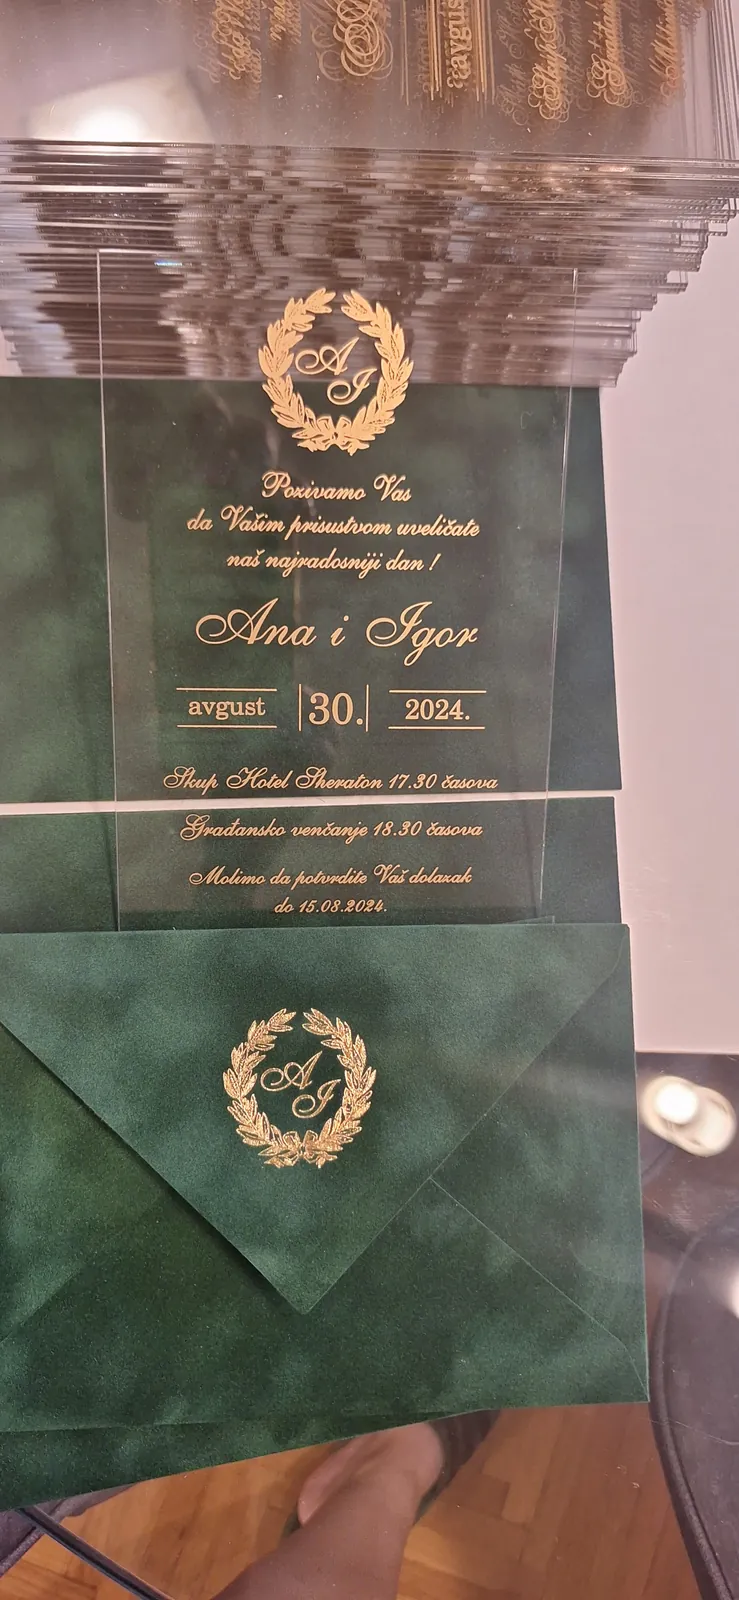 A
I
Pozivamo Vas
da Vašim prisustvom uveličate
naš najradosniji dan !
Ana i Igor
avgust |30.| 2024.
Skup Hotel Sheraton 17.30 časova
Građansko venčanje 18.30 časova
Molimo da potvrdite Vaš dolazak
do 15.08.2024.
A
I